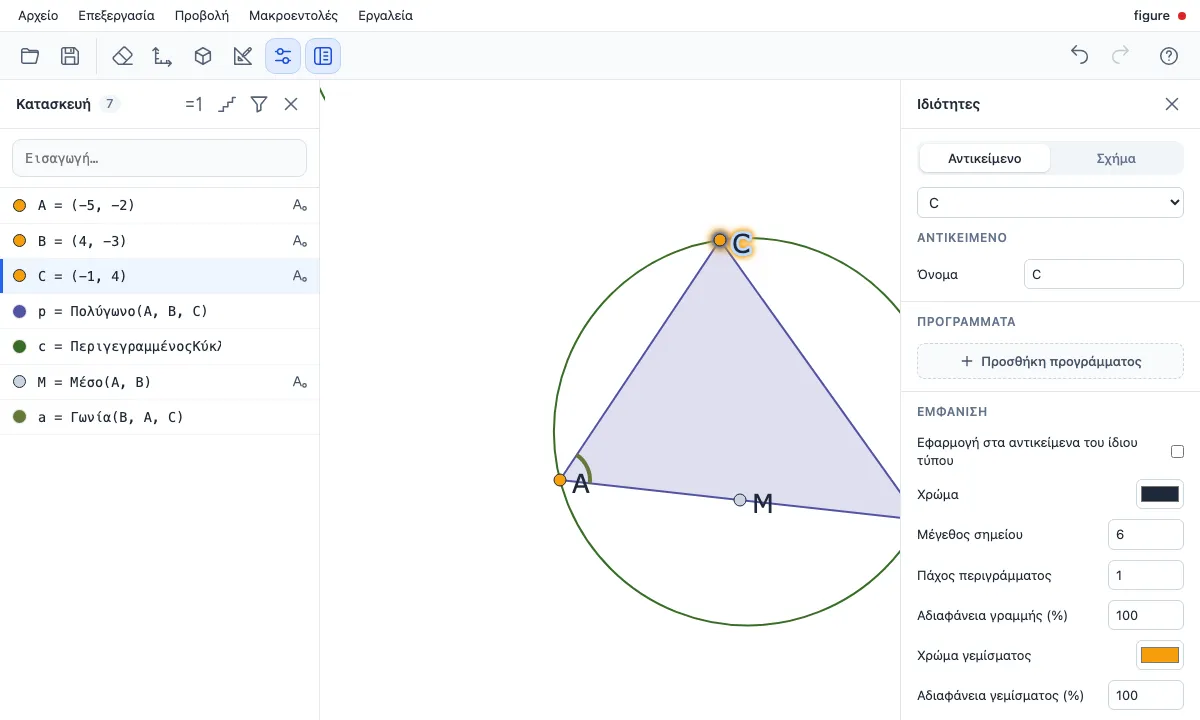 Αρχείο Επεξεργασία Προβολή Μακροεντολές Εργαλεία figure
Κατασκευή 7 =1
Εισαγωγή…
A = (−5, −2)
B = (4, −3)
C = (−1, 4)
p = Πολύγωνο(A, B, C)
c = ΠεριγεγραμμένοςΚύκλ
M = Μέσο(A, B)
a = Γωνία(B, A, C)
C
A
M
Ιδιότητες
Αντικείμενο Σχήμα
C
ΑΝΤΙΚΕΙΜΕΝΟ
Όνομα C
ΠΡΟΓΡΑΜΜΑΤΑ
+ Προσθήκη προγράμματος
ΕΜΦΑΝΙΣΗ
Εφαρμογή στα αντικείμενα του ίδιου
τύπου
Χρώμα
Μέγεθος σημείου 6
Πάχος περιγράμματος 1
Αδιαφάνεια γραμμής (%) 100
Χρώμα γεμίσματος
Αδιαφάνεια γεμίσματος (%) 100